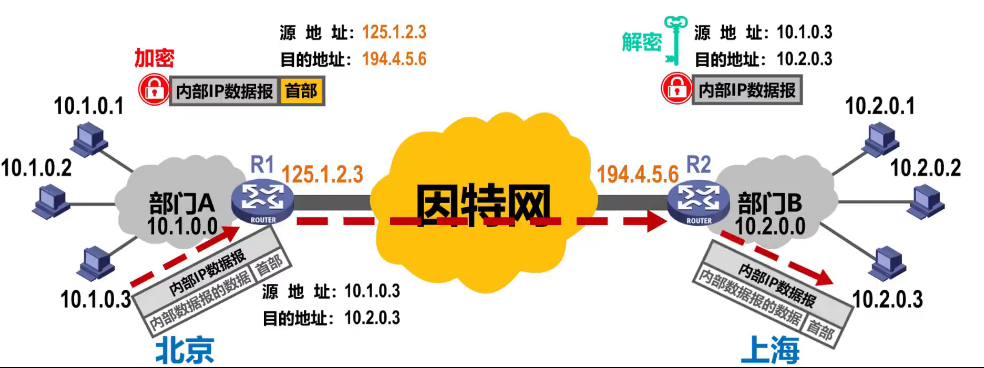 源 地 址：125.1.2.3
目的地址：194.4.5.6
加密
内部IP数据报 首部
解密
源 地 址：10.1.0.3
目的地址：10.2.0.3
内部IP数据报
10.1.0.1
10.1.0.2
10.1.0.3
部门A
10.1.0.0
R1
ROUTER
125.1.2.3
因特网
194.4.5.6
R2
ROUTER
部门B
10.2.0.0
10.2.0.1
10.2.0.2
10.2.0.3
内部IP数据报
内部数据报的数据 首部
源 地 址：10.1.0.3
目的地址：10.2.0.3
内部IP数据报
内部数据报的数据 首部
北京
上海